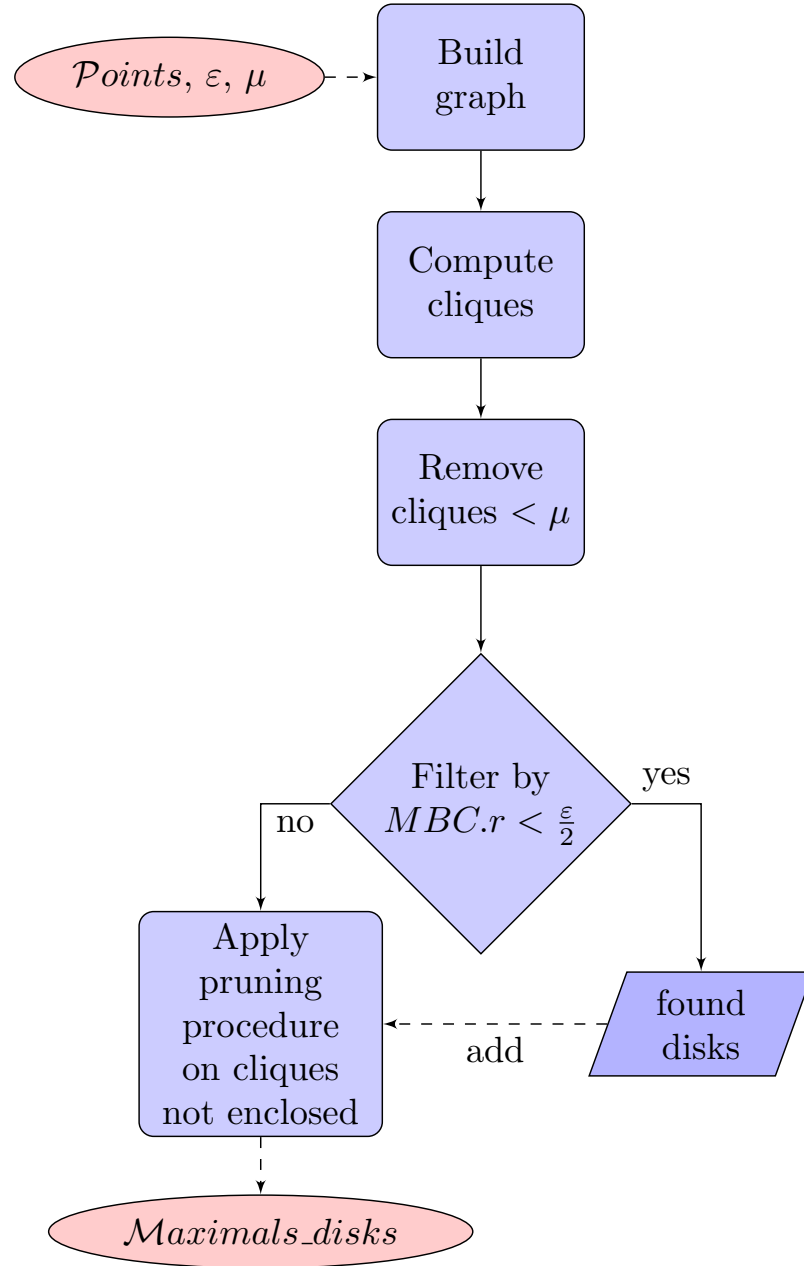 𝒫oints, ε, μ
Build
graph
Compute
cliques
Remove
cliques < μ
Filter by
MBC.r < ε/2
yes
no
Apply
pruning
procedure
on cliques
not enclosed
found
disks
add
ℳaximals_disks